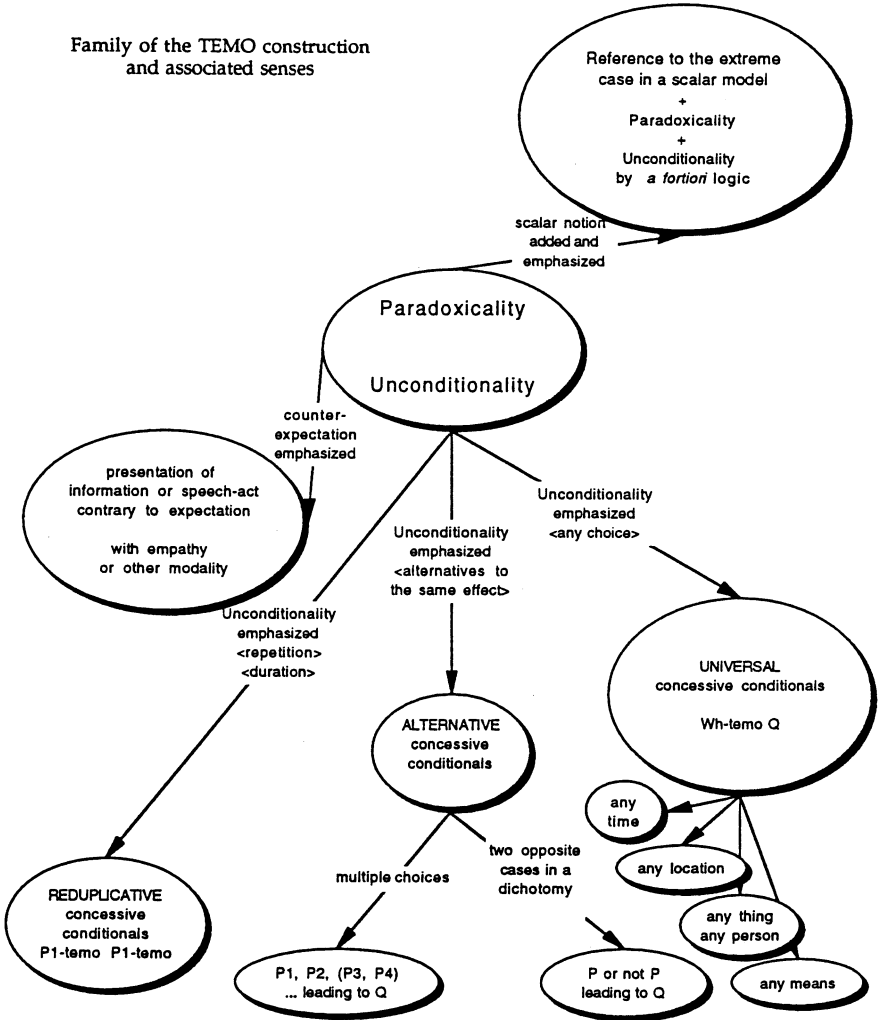 Family of the TEMO construction
and associated senses
Reference to the extreme
case in a scalar model
+
Paradoxicality
+
Unconditionality
by a fortiori logic
scalar notion
added and
emphasized
Paradoxicality
Unconditionality
counter-
expectation
emphasized
presentation of
information or speech-act
contrary to expectation
with empathy
or other modality
Unconditionality
emphasized
<repetition>
<duration>
Unconditionality
emphasized
<alternatives to
the same effect>
Unconditionality
emphasized
<any choice>
REDUPLICATIVE
concessive
conditionals
P1-temo P1-temo
ALTERNATIVE
concessive
conditionals
multiple choices
two opposite
cases in a
dichotomy
P1, P2, (P3, P4)
... leading to Q
P or not P
leading to Q
UNIVERSAL
concessive conditionals
Wh-temo Q
any
time
any location
any thing
any person
any means